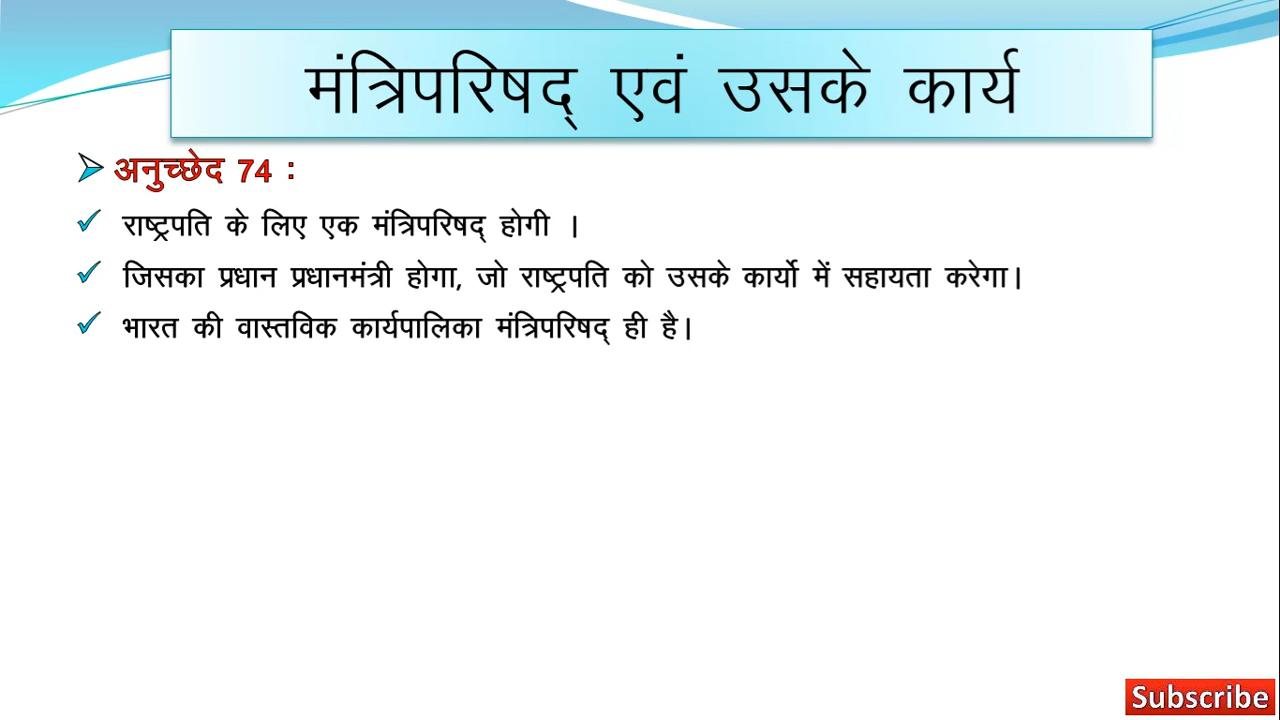 मंत्रिपरिषद् एवं उसके कार्य
अनुच्छेद 74 :
राष्ट्रपति के लिए एक मंत्रिपरिषद् होगी ।
जिसका प्रधान प्रधानमंत्री होगा, जो राष्ट्रपति को उसके कार्यो में सहायता करेगा।
भारत की वास्तविक कार्यपालिका मंत्रिपरिषद् ही है।
Subscribe